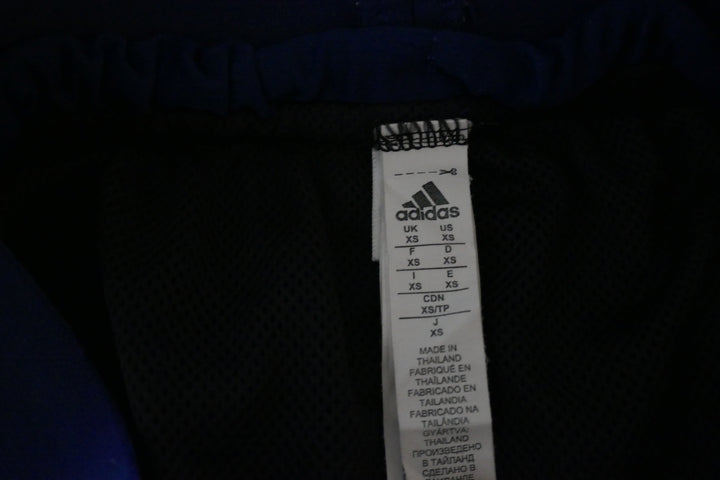 adidas
UK US
XS XS
F D
XS XS
I E
XS XS
CDN
XS/TP
J
XS
MADE IN
THAILAND
FABRIQUÉ EN
THAÏLANDE
FABRICADO EN
TAILANDIA
FABRICADO NA
TAILÂNDIA
GYÁRTVA:
THAILAND
ПРОИЗВЕДЕНО
В ТАЙЛАНД
СДЕЛАНО В